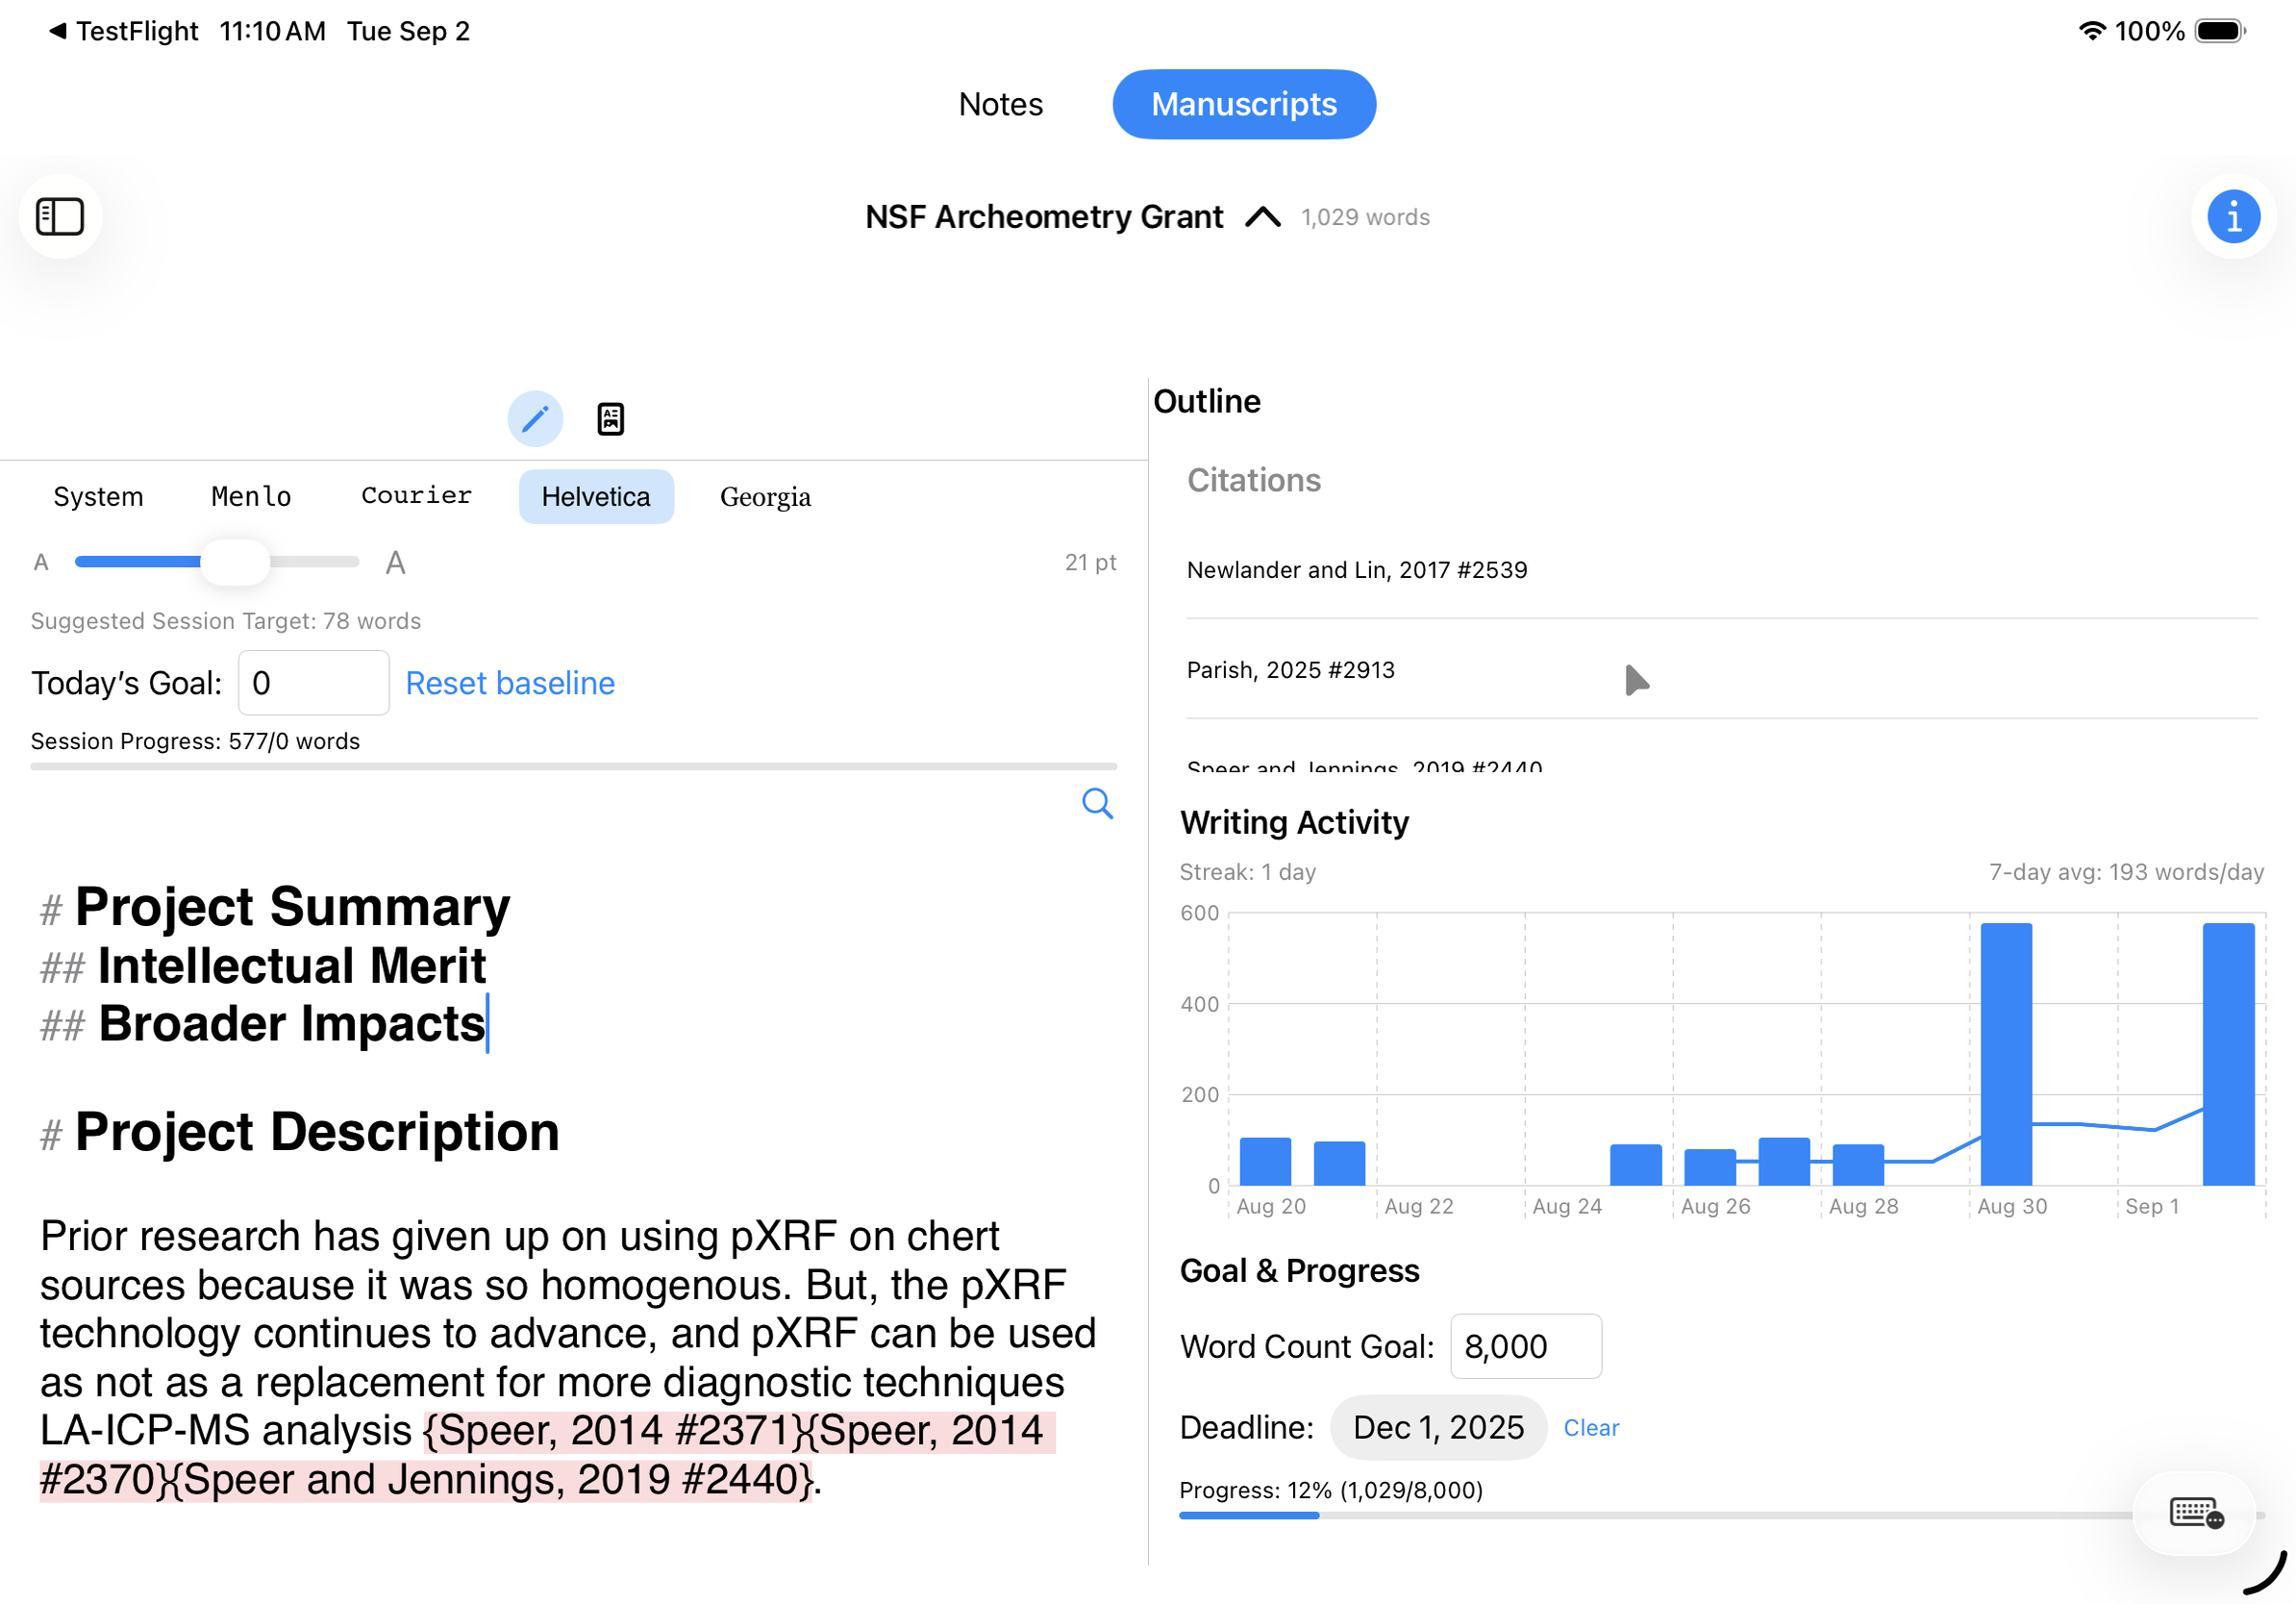 TestFlight 11:10 AM Tue Sep 2
100%
Notes
Manuscripts
NSF Archeometry Grant 1,029 words
System Menlo Courier Helvetica Georgia
A A 21 pt
Suggested Session Target: 78 words
Today’s Goal: 0 Reset baseline
Session Progress: 577/0 words
# Project Summary
## Intellectual Merit
## Broader Impacts
# Project Description
Prior research has given up on using pXRF on chert
sources because it was so homogenous. But, the pXRF
technology continues to advance, and pXRF can be used
as not as a replacement for more diagnostic techniques
LA-ICP-MS analysis {Speer, 2014 #2371}{Speer, 2014
#2370}{Speer and Jennings, 2019 #2440}.
Outline
Citations
Newlander and Lin, 2017 #2539
Parish, 2025 #2913
Speer and Jennings, 2019 #2440
Writing Activity
Streak: 1 day 7-day avg: 193 words/day
600
400
200
0
Aug 20 Aug 22 Aug 24 Aug 26 Aug 28 Aug 30 Sep 1
Goal & Progress
Word Count Goal: 8,000
Deadline: Dec 1, 2025 Clear
Progress: 12% (1,029/8,000)